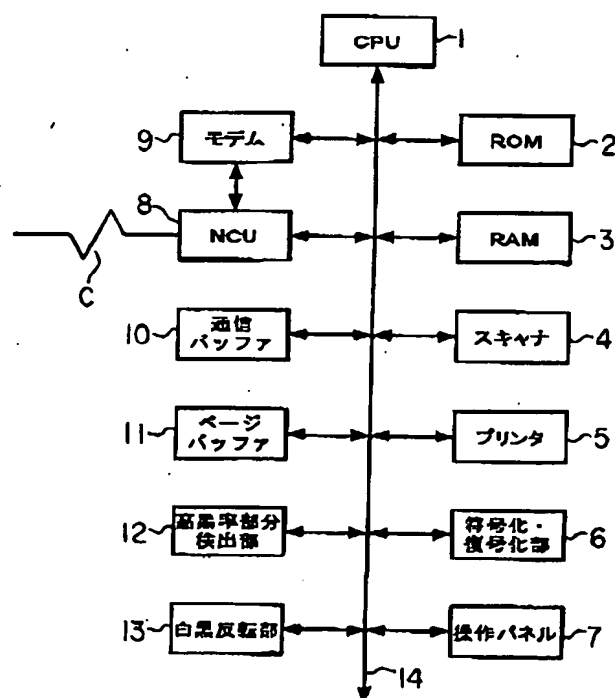 CPU
1
9
モデム
ROM
2
8
NCU
RAM
3
C
10
通信
バッファ
スキャナ
4
11
ページ
バッファ
プリンタ
5
12
高黒率部分
検出部
符号化・
復号化部
6
13
白黒反転部
操作パネル
7
14